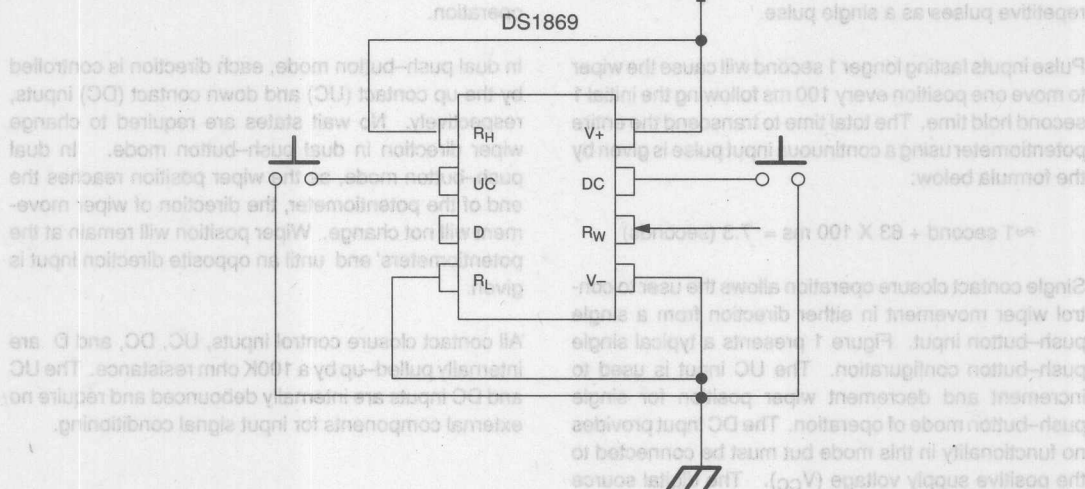 DS1869
RH
UC
D
RL
V+
DC
RW
V–
repetitive pulses as a single pulse.
Pulse inputs lasting longer 1 second will cause the wiper
to move one position every 100 ms following the initial 1
second hold time. The total time to transcend the entire
potentiometer using a continuous input pulse is given by
the formula below:
≈1 second + 63 X 100 ms = 7.3 (seconds)
Single contact closure operation allows the user to con-
trol wiper movement in either direction from a single
push–button input. Figure 1 presents a typical single
push–button configuration. The UC input is used to
increment and decrement wiper position for single
push–button mode of operation. The DC input provides
no functionality in this mode but must be connected to
the positive supply voltage (VCC). The digital source
operation.
In dual push–button mode, each direction is controlled
by the up contact (UC) and down contact (DC) inputs,
respectively. No wait states are required to change
wiper direction in dual push–button mode. In dual
push–button mode, as the wiper position reaches the
end of the potentiometer, the direction of wiper move-
ment will not change. Wiper position will remain at the
potentiometers' end until an opposite direction input is
given.
All contact closure control inputs, UC, DC, and D are
internally pulled–up by a 100K ohm resistance. The UC
and DC inputs are internally debounced and require no
external components for input signal conditioning.